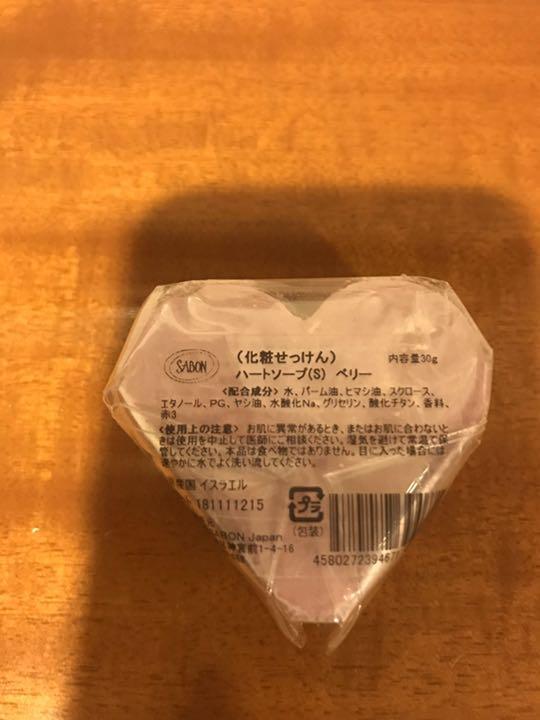 SABON
(化粧せっけん)
内容量30g
ハートソープ(S) ベリー
<配合成分> 水、パーム油、ヒマシ油、スクロース、
エタノール、PG、ヤシ油、水酸化Na、グリセリン、酸化チタン、香料、
赤3
<使用上の注意> お肌に異常があるとき、またはお肌に合わないと
きは使用を中止して医師にご相談ください。湿気を避けて常温で保
管してください。本品は食べ物ではありません。目に入った場合には
速やかに水でよく洗い流してください。
国 イスラエル
181111215
プラ
(包装)
SABON Japan
神宮前1-4-16
458027239